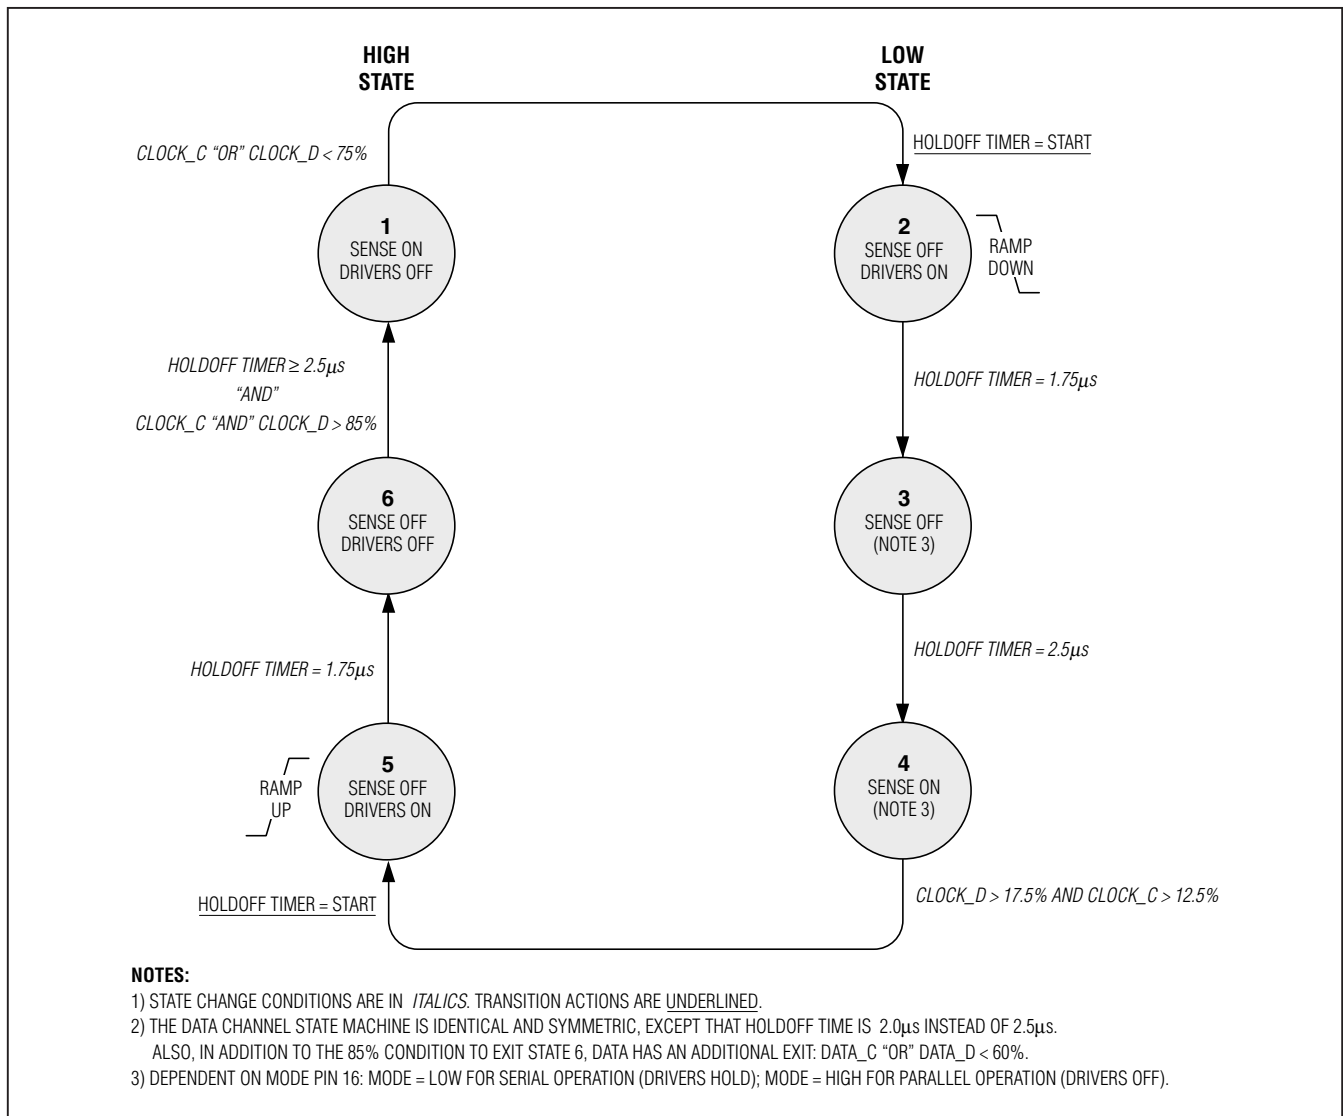 HIGH
STATE
LOW
STATE
CLOCK_C “OR” CLOCK_D < 75%
HOLDOFF TIMER = START
1
SENSE ON
DRIVERS OFF
2
SENSE OFF
DRIVERS ON
RAMP
DOWN
HOLDOFF TIMER ≥ 2.5µs
“AND”
CLOCK_C “AND” CLOCK_D > 85%
HOLDOFF TIMER = 1.75µs
6
SENSE OFF
DRIVERS OFF
3
SENSE OFF
(NOTE 3)
HOLDOFF TIMER = 1.75µs
HOLDOFF TIMER = 2.5µs
RAMP
UP
5
SENSE OFF
DRIVERS ON
4
SENSE ON
(NOTE 3)
HOLDOFF TIMER = START
CLOCK_D > 17.5% AND CLOCK_C > 12.5%
NOTES:
1) STATE CHANGE CONDITIONS ARE IN ITALICS. TRANSITION ACTIONS ARE UNDERLINED.
2) THE DATA CHANNEL STATE MACHINE IS IDENTICAL AND SYMMETRIC, EXCEPT THAT HOLDOFF TIME IS 2.0µs INSTEAD OF 2.5µs.
ALSO, IN ADDITION TO THE 85% CONDITION TO EXIT STATE 6, DATA HAS AN ADDITIONAL EXIT: DATA_C “OR” DATA_D < 60%.
3) DEPENDENT ON MODE PIN 16: MODE = LOW FOR SERIAL OPERATION (DRIVERS HOLD); MODE = HIGH FOR PARALLEL OPERATION (DRIVERS OFF).